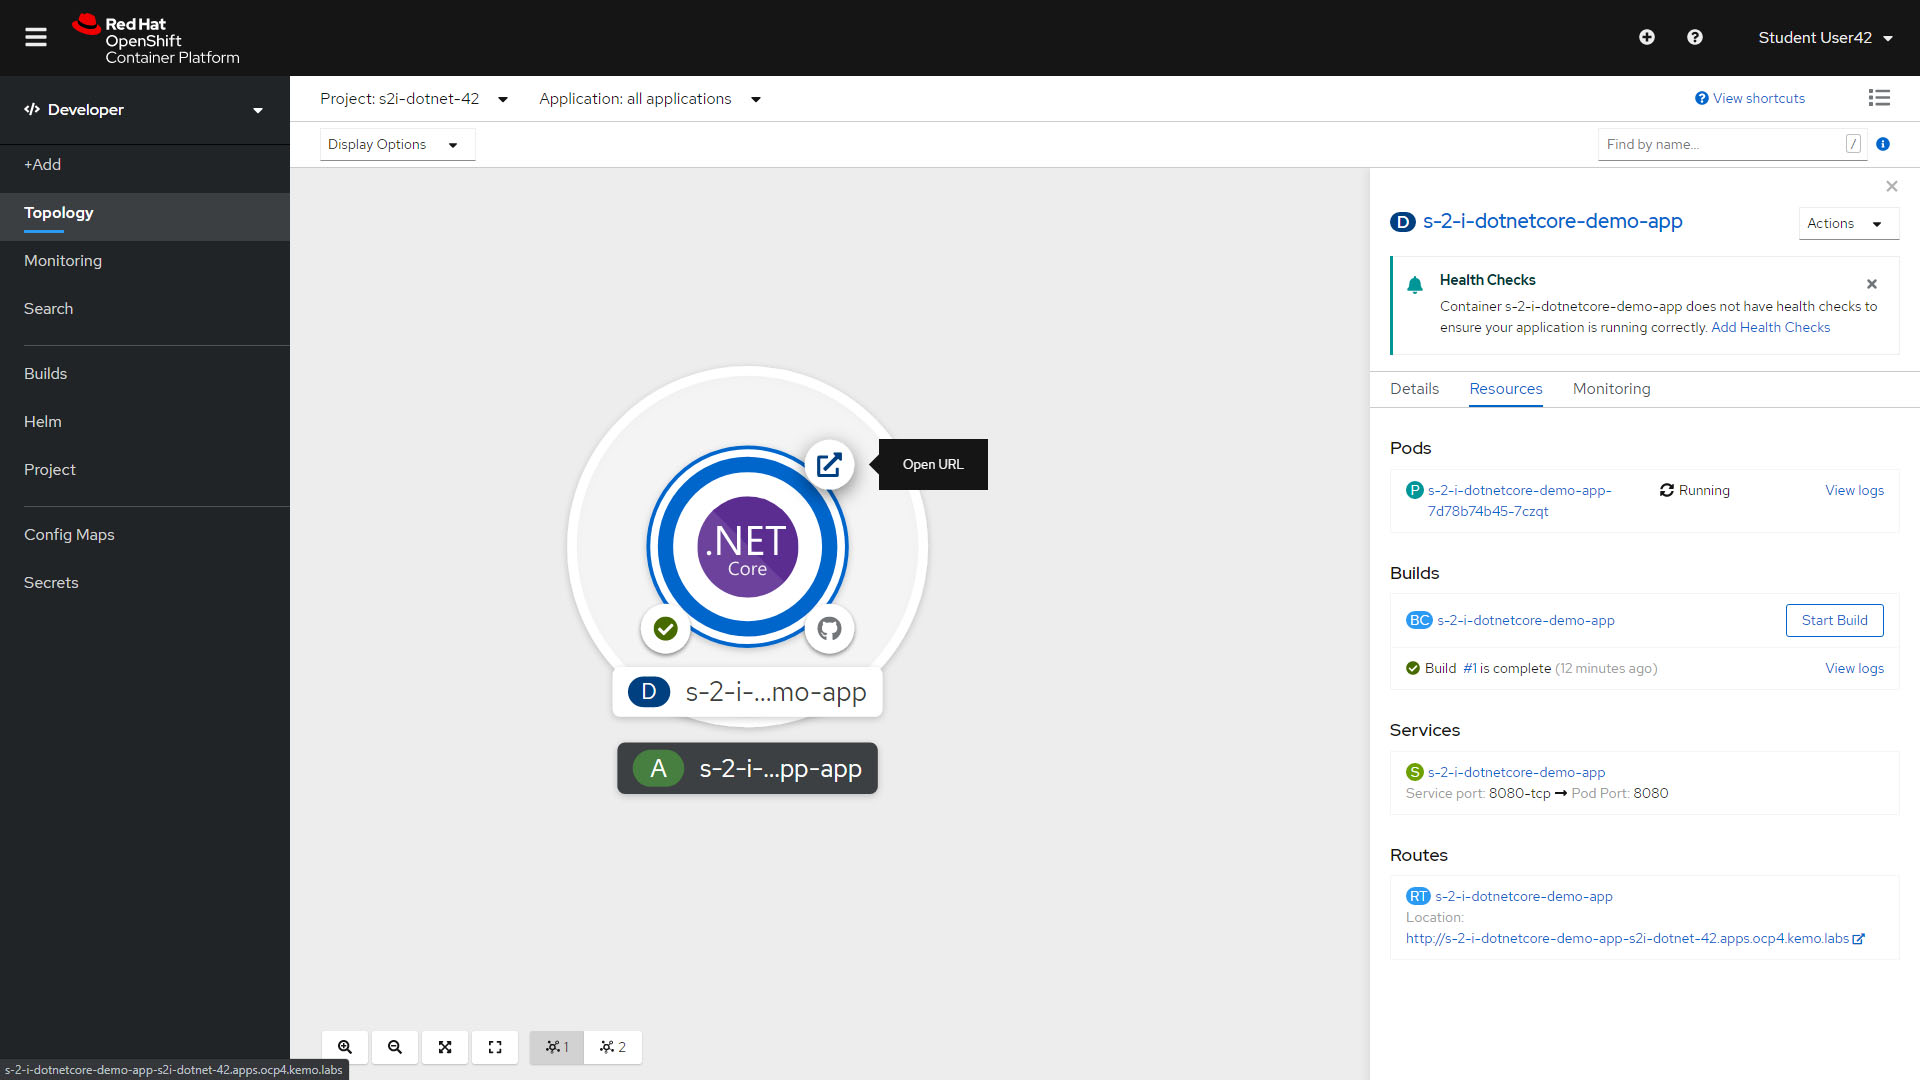 Red Hat
OpenShift
Container Platform
Student User42
Developer
Project: s2i-dotnet-42
Application: all applications
View shortcuts
+Add
Topology
Monitoring
Search
Builds
Helm
Project
Config Maps
Secrets
Display Options
Find by name...
/
.NET
Core
Open URL
D s-2-i-...mo-app
A s-2-i-...pp-app
1
2
D s-2-i-dotnetcore-demo-app
Actions
Health Checks
Container s-2-i-dotnetcore-demo-app does not have health checks to
ensure your application is running correctly. Add Health Checks
Details Resources Monitoring
Pods
P s-2-i-dotnetcore-demo-app-
7d78b74b45-7czqt
Running
View logs
Builds
BC s-2-i-dotnetcore-demo-app
Start Build
Build #1 is complete (12 minutes ago)
View logs
Services
S s-2-i-dotnetcore-demo-app
Service port: 8080-tcp → Pod Port: 8080
Routes
RT s-2-i-dotnetcore-demo-app
Location:
http://s-2-i-dotnetcore-demo-app-s2i-dotnet-42.apps.ocp4.kemo.labs
s-2-i-dotnetcore-demo-app-s2i-dotnet-42.apps.ocp4.kemo.labs